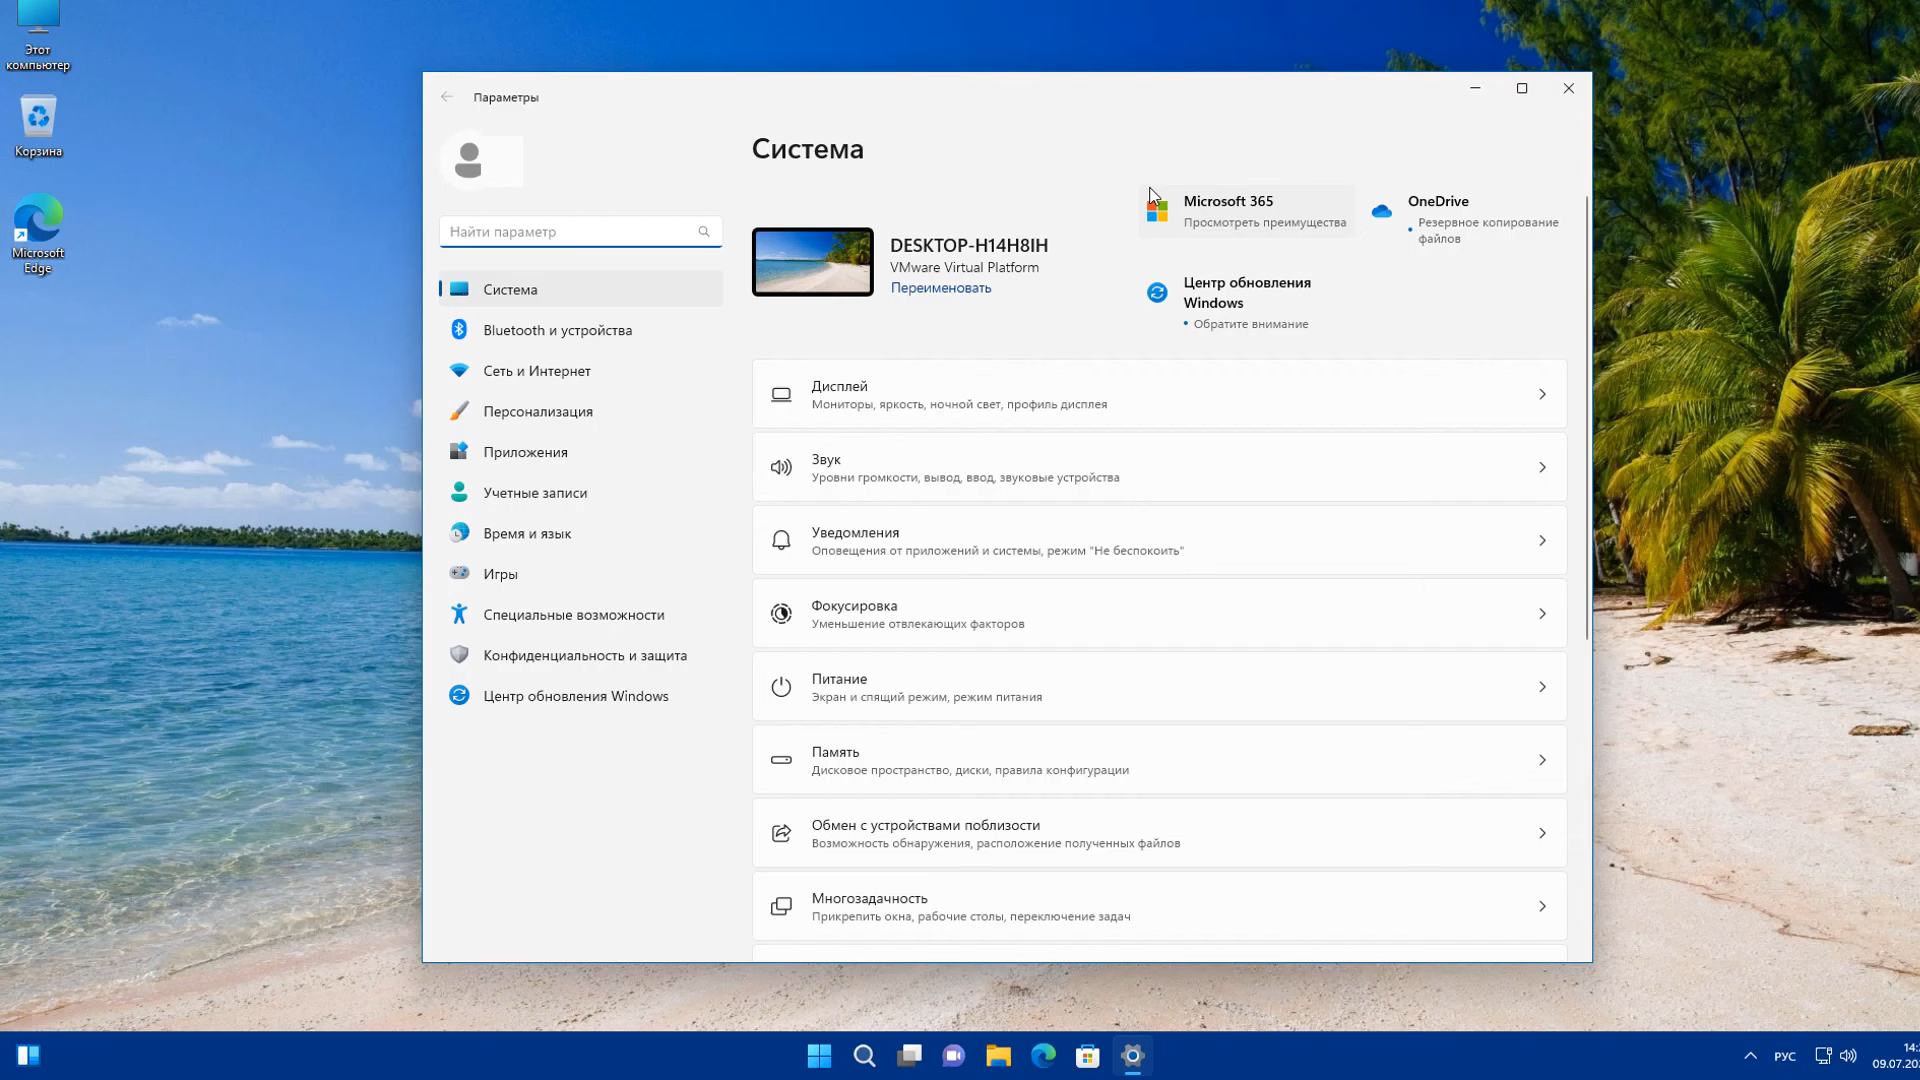 Этот
компьютер
Корзина
Microsoft
Edge
Параметры
Найти параметр
Система
Bluetooth и устройства
Сеть и Интернет
Персонализация
Приложения
Учетные записи
Время и язык
Игры
Специальные возможности
Конфиденциальность и защита
Центр обновления Windows
Система
DESKTOP-H14H8IH
VMware Virtual Platform
Переименовать
Microsoft 365
Просмотреть преимущества
OneDrive
• Резервное копирование
файлов
Центр обновления
Windows
• Обратите внимание
Дисплей
Мониторы, яркость, ночной свет, профиль дисплея
Звук
Уровни громкости, вывод, ввод, звуковые устройства
Уведомления
Оповещения от приложений и системы, режим "Не беспокоить"
Фокусировка
Уменьшение отвлекающих факторов
Питание
Экран и спящий режим, режим питания
Память
Дисковое пространство, диски, правила конфигурации
Обмен с устройствами поблизости
Возможность обнаружения, расположение полученных файлов
Многозадачность
Прикрепить окна, рабочие столы, переключение задач
РУС
14:
09.07.20